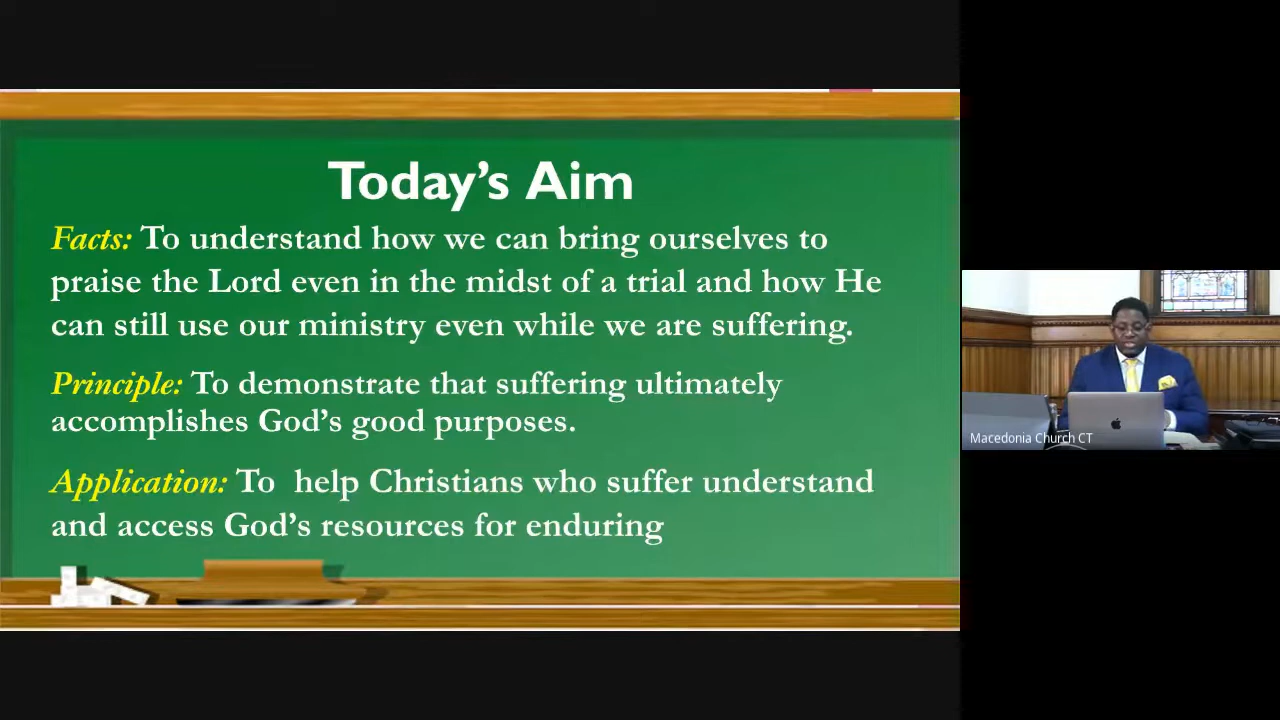 Today's Aim
Facts: To understand how we can bring ourselves to
praise the Lord even in the midst of a trial and how He
can still use our ministry even while we are suffering.
Principle: To demonstrate that suffering ultimately
accomplishes God's good purposes.
Application: To  help Christians who suffer understand
and access God's resources for enduring
Macedonia Church CT